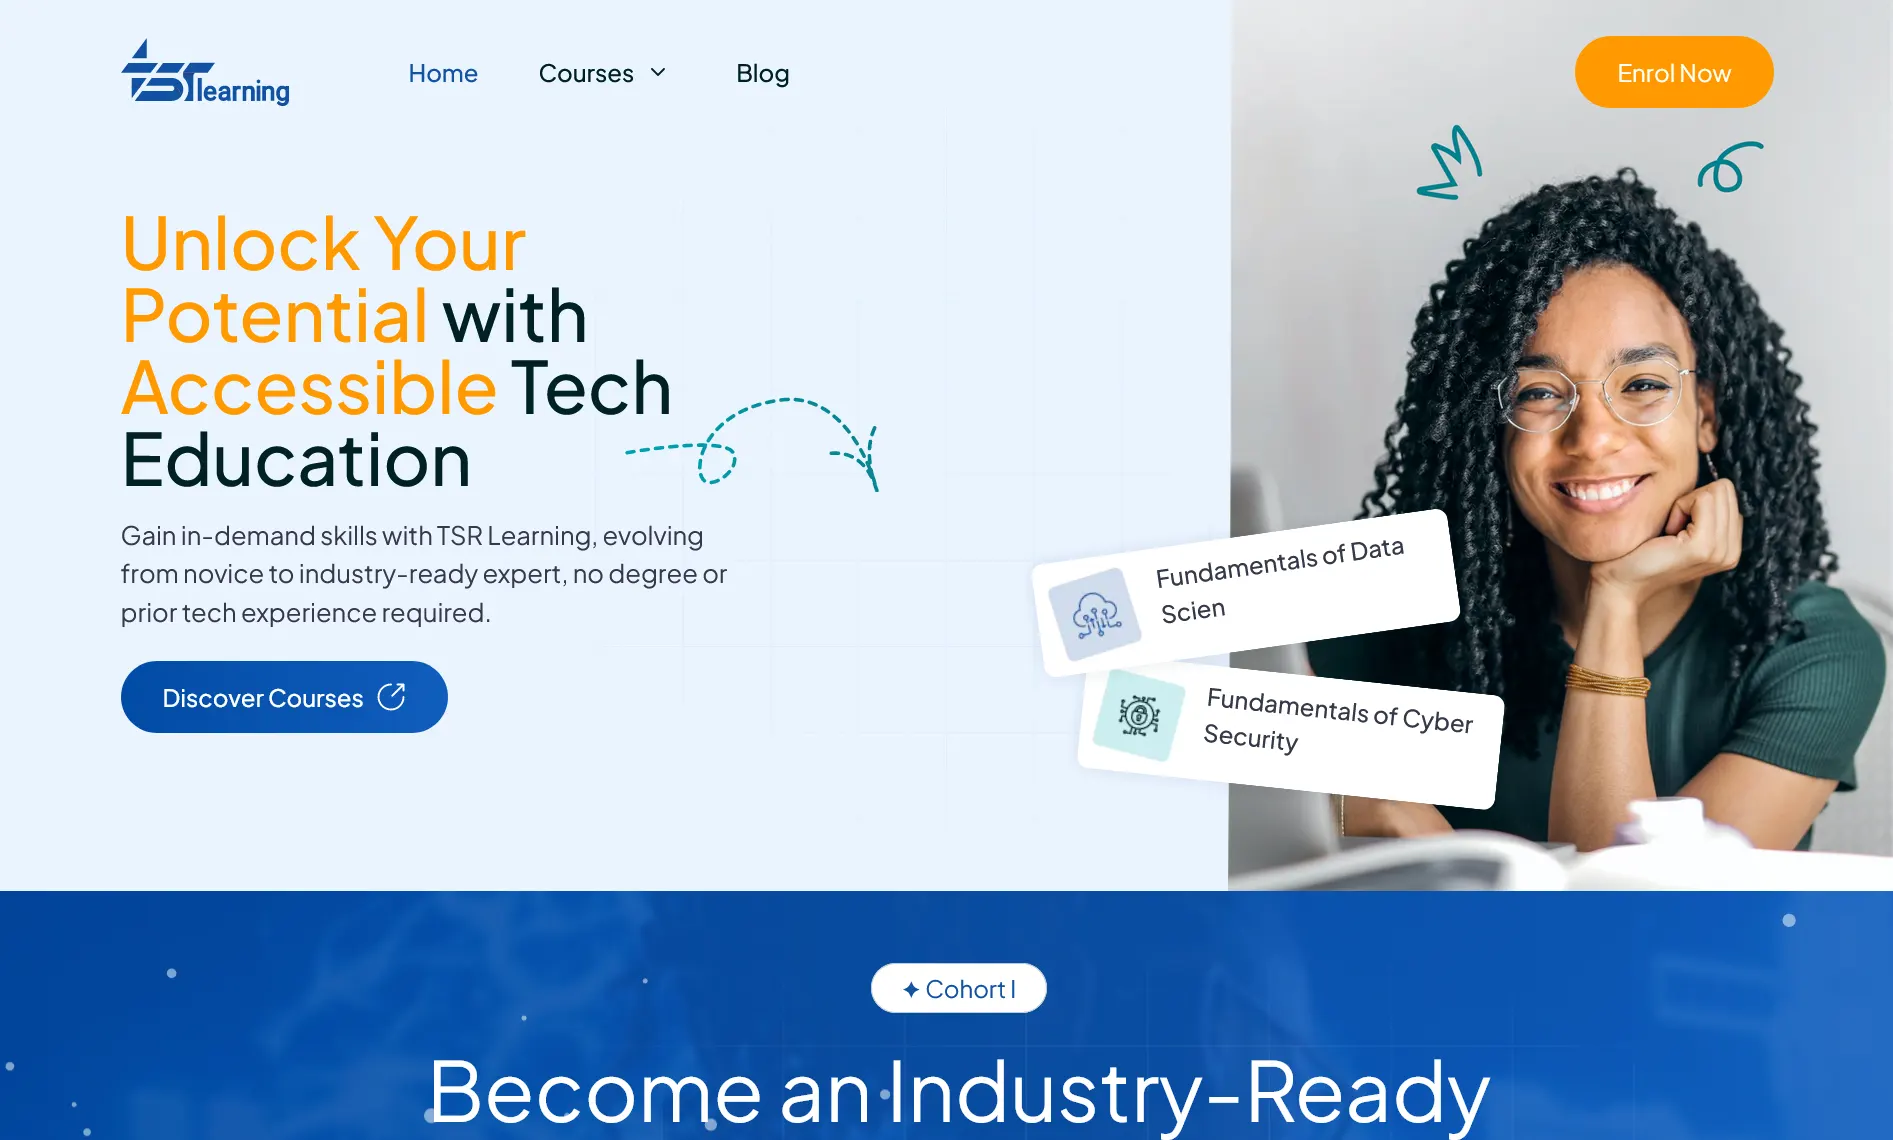 TSR learning
Home
Courses
Blog
Enrol Now
Unlock Your
Potential with
Accessible Tech
Education
Gain in-demand skills with TSR Learning, evolving
from novice to industry-ready expert, no degree or
prior tech experience required.
Discover Courses
Fundamentals of Data
Scien
Fundamentals of Cyber
Security
Cohort I
Become an Industry-Ready